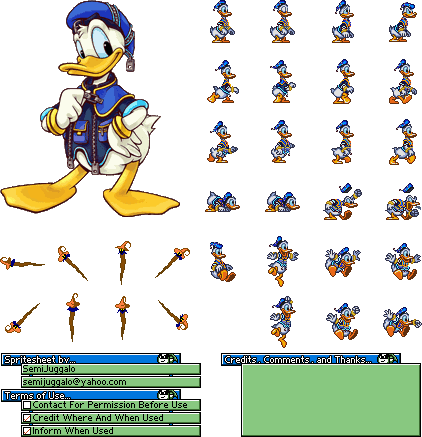 Spritesheet by...
SemiJuggalo
semijuggalo@yahoo.com
Terms of Use...
Contact For Permission Before Use
Credit Where And When Used
Inform When Used
Credits, Comments, and Thanks...